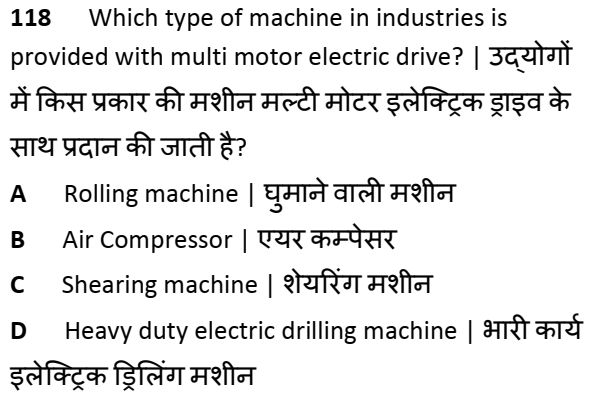 118 Which type of machine in industries is
provided with multi motor electric drive? | उद्योगों
में किस प्रकार की मशीन मल्टी मोटर इलेक्ट्रिक ड्राइव के
साथ प्रदान की जाती है?
A Rolling machine | घुमाने वाली मशीन
B Air Compressor | एयर कम्पेसर
C Shearing machine | शेयरिंग मशीन
D Heavy duty electric drilling machine | भारी कार्य
इलेक्ट्रिक ड्रिलिंग मशीन